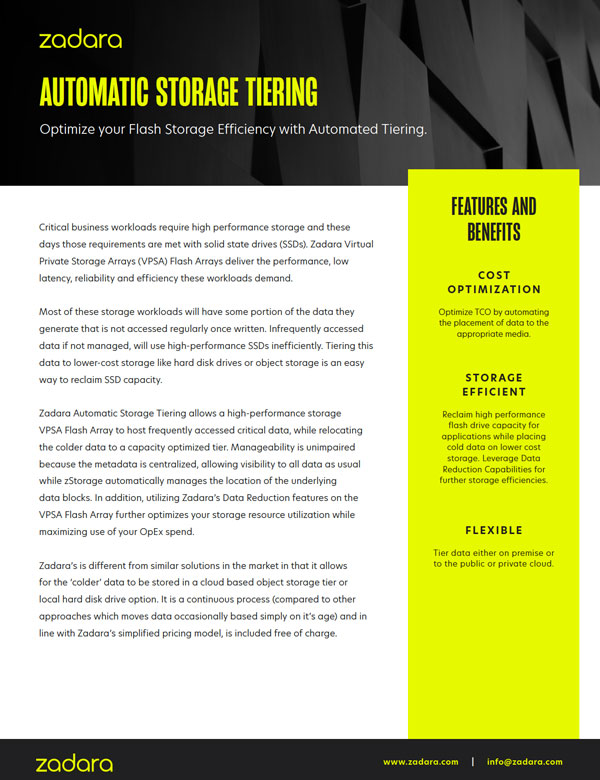 zadara
AUTOMATIC STORAGE TIERING
Optimize your Flash Storage Efficiency with Automated Tiering.
Critical business workloads require high performance storage and these
days those requirements are met with solid state drives (SSDs). Zadara Virtual
Private Storage Arrays (VPSA) Flash Arrays deliver the performance, low
latency, reliability and efficiency these workloads demand.
Most of these storage workloads will have some portion of the data they
generate that is not accessed regularly once written. Infrequently accessed
data if not managed, will use high-performance SSDs inefficiently. Tiering this
data to lower-cost storage like hard disk drives or object storage is an easy
way to reclaim SSD capacity.
Zadara Automatic Storage Tiering allows a high-performance storage
VPSA Flash Array to host frequently accessed critical data, while relocating
the colder data to a capacity optimized tier. Manageability is unimpaired
because the metadata is centralized, allowing visibility to all data as usual
while zStorage automatically manages the location of the underlying
data blocks. In addition, utilizing Zadara's Data Reduction features on the
VPSA Flash Array further optimizes your storage resource utilization while
maximizing use of your OpEx spend.
Zadara's is different from similar solutions in the market in that it allows
for the 'colder' data to be stored in a cloud based object storage tier or
local hard disk drive option. It is a continuous process (compared to other
approaches which moves data occasionally based simply on it's age) and in
line with Zadara's simplified pricing model, is included free of charge.
FEATURES AND
BENEFITS
COST
OPTIMIZATION
Optimize TCO by automating
the placement of data to the
appropriate media.
STORAGE
EFFICIENT
Reclaim high performance
flash drive capacity for
applications while placing
cold data on lower cost
storage. Leverage Data
Reduction Capabilities for
further storage efficiencies.
FLEXIBLE
Tier data either on premise or
to the public or private cloud.
zadara
www.zadara.com | info@zadara.com